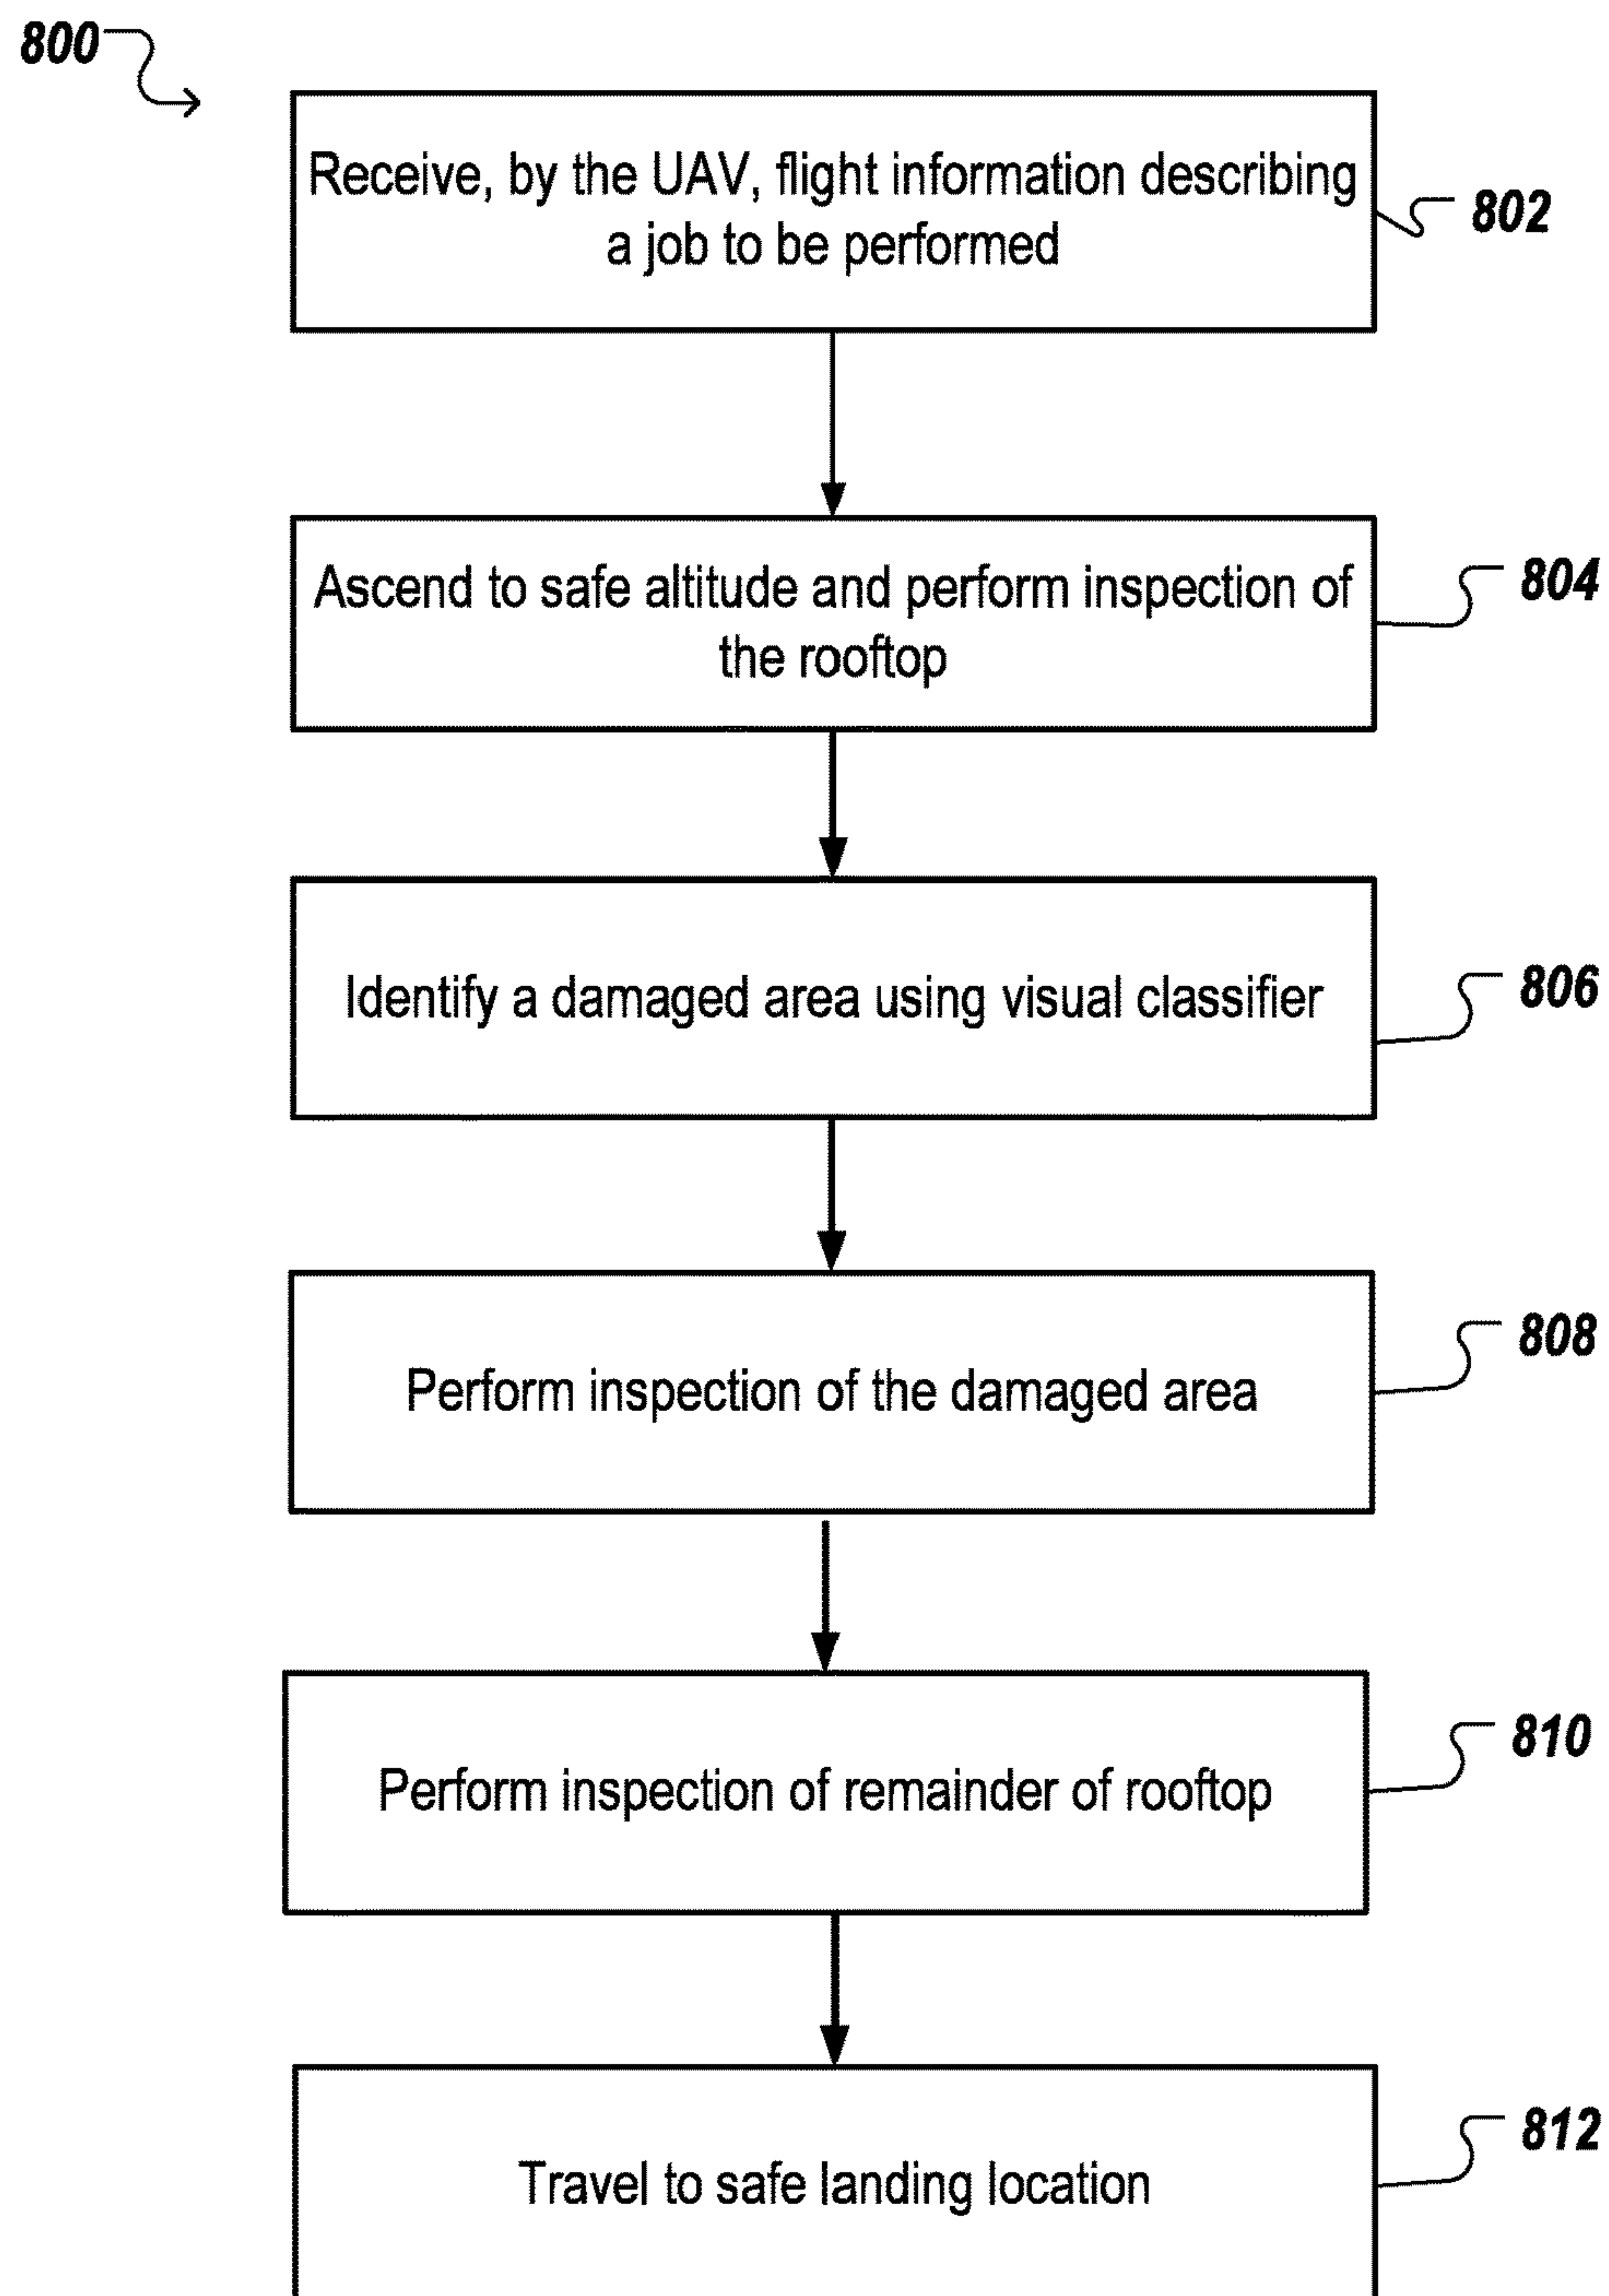 800
Receive, by the UAV, flight information describing
a job to be performed
802
Ascend to safe altitude and perform inspection of
the rooftop
804
Identify a damaged area using visual classifier
806
Perform inspection of the damaged area
808
Perform inspection of remainder of rooftop
810
Travel to safe landing location
812